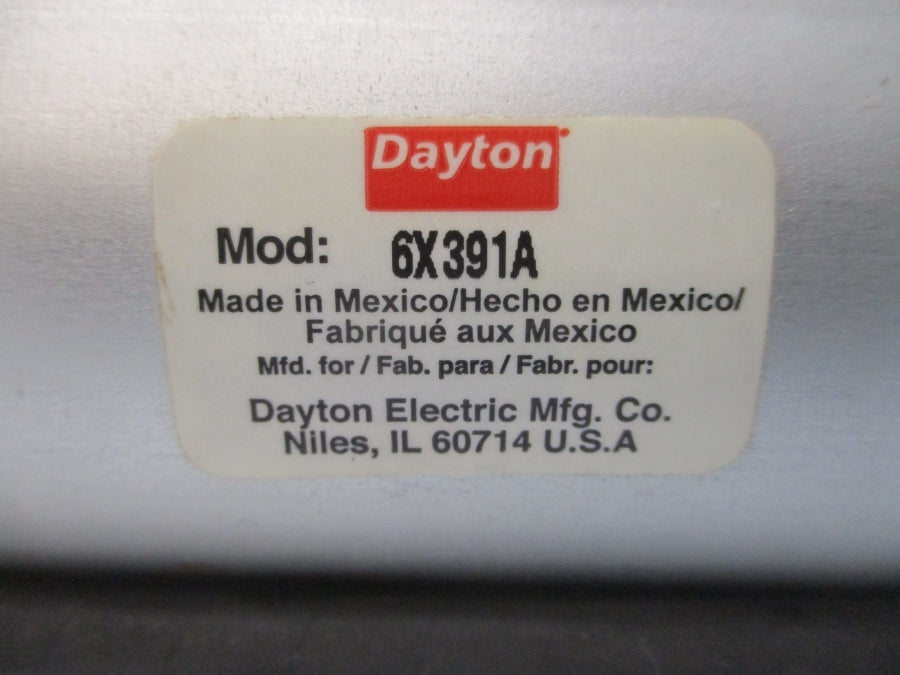 Dayton
Mod: 6X391A
Made in Mexico/Hecho en Mexico/
Fabriqué aux Mexico
Mfd. for / Fab. para / Fabr. pour:
Dayton Electric Mfg. Co.
Niles, IL 60714 U.S.A